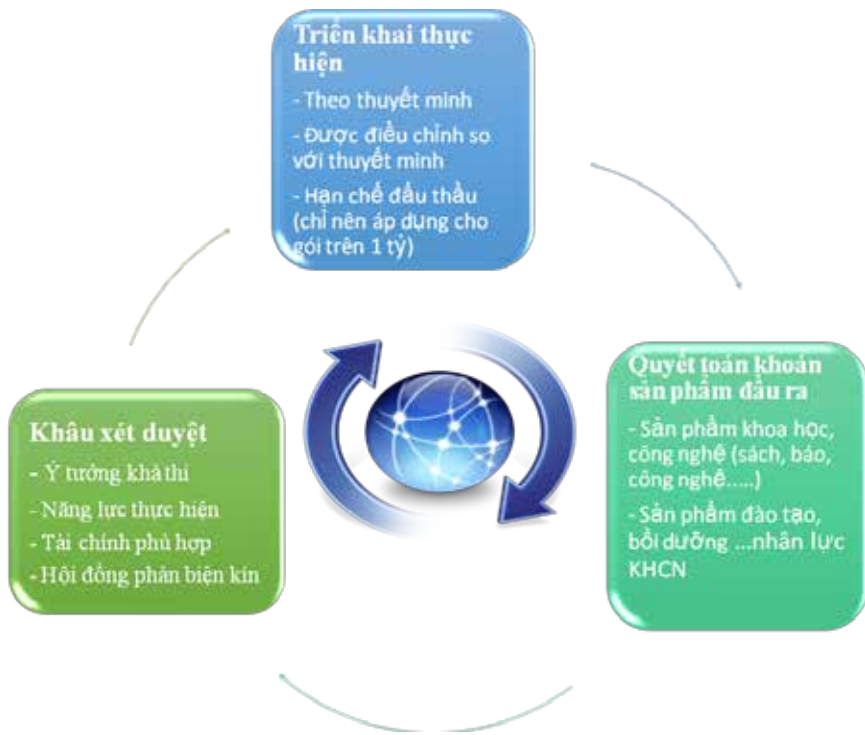 Triển khai thực
hiện
- Theo thuyết minh
- Được điều chỉnh so
với thuyết minh
- Hạn chế đấu thầu
(chỉ nên áp dụng cho
gói trên 1 tỷ)
Quyết toán khoán
sản phẩm đầu ra
- Sản phẩm khoa học,
công nghệ (sách, báo,
công nghệ.....)
- Sản phẩm đào tạo,
bồi dưỡng ...nhân lực
KHCN
Khâu xét duyệt
- Ý tưởng khả thi
- Năng lực thực hiện
- Tài chính phù hợp
- Hội đồng phản biện kín